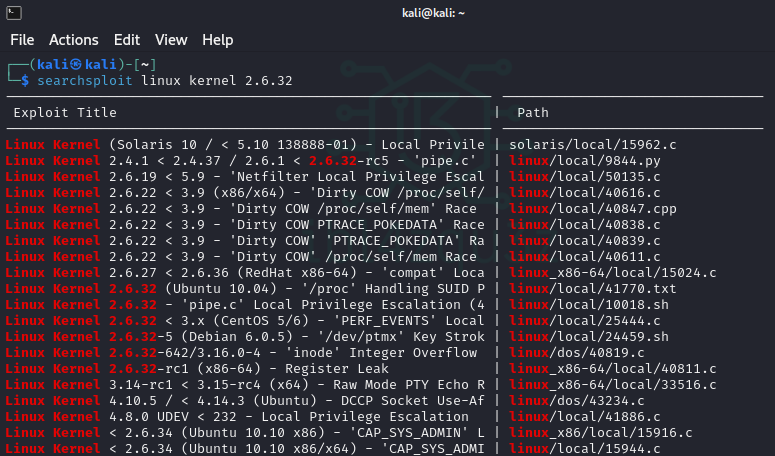 kali@kali: ~
File Actions Edit View Help
┌──(kali㉿kali)-[~]
└─$ searchsploit linux kernel 2.6.32
Exploit Title | Path
Linux Kernel (Solaris 10 / < 5.10 138888-01) - Local Privile | solaris/local/15962.c
Linux Kernel 2.4.1 < 2.4.37 / 2.6.1 < 2.6.32-rc5 - 'pipe.c' | linux/local/9844.py
Linux Kernel 2.6.19 < 5.9 - 'Netfilter Local Privilege Escal | linux/local/50135.c
Linux Kernel 2.6.22 < 3.9 (x86/x64) - 'Dirty COW /proc/self/ | linux/local/40616.c
Linux Kernel 2.6.22 < 3.9 - 'Dirty COW /proc/self/mem' Race | linux/local/40847.cpp
Linux Kernel 2.6.22 < 3.9 - 'Dirty COW PTRACE_POKEDATA' Race | linux/local/40838.c
Linux Kernel 2.6.22 < 3.9 - 'Dirty COW' 'PTRACE_POKEDATA' Ra | linux/local/40839.c
Linux Kernel 2.6.22 < 3.9 - 'Dirty COW' /proc/self/mem Race | linux/local/40611.c
Linux Kernel 2.6.27 < 2.6.36 (RedHat x86-64) - 'compat' Loca | linux_x86-64/local/15024.c
Linux Kernel 2.6.32 (Ubuntu 10.04) - '/proc' Handling SUID P | linux/local/41770.txt
Linux Kernel 2.6.32 - 'pipe.c' Local Privilege Escalation (4 | linux/local/10018.sh
Linux Kernel 2.6.32 < 3.x (CentOS 5/6) - 'PERF_EVENTS' Local | linux/local/25444.c
Linux Kernel 2.6.32-5 (Debian 6.0.5) - '/dev/ptmx' Key Strok | linux/local/24459.sh
Linux Kernel 2.6.32-642/3.16.0-4 - 'inode' Integer Overflow | linux/dos/40819.c
Linux Kernel 2.6.32-rc1 (x86-64) - Register Leak | linux_x86-64/local/40811.c
Linux Kernel 3.14-rc1 < 3.15-rc4 (x64) - Raw Mode PTY Echo R | linux_x86-64/local/33516.c
Linux Kernel 4.10.5 / < 4.14.3 (Ubuntu) - DCCP Socket Use-Af | linux/dos/43234.c
Linux Kernel 4.8.0 UDEV < 232 - Local Privilege Escalation | linux/local/41886.c
Linux Kernel < 2.6.34 (Ubuntu 10.10 x86) - 'CAP_SYS_ADMIN' L | linux_x86/local/15916.c
Linux Kernel < 2.6.34 (Ubuntu 10.10 x86/x64) - 'CAP_SYS_ADMI | linux/local/15944.c